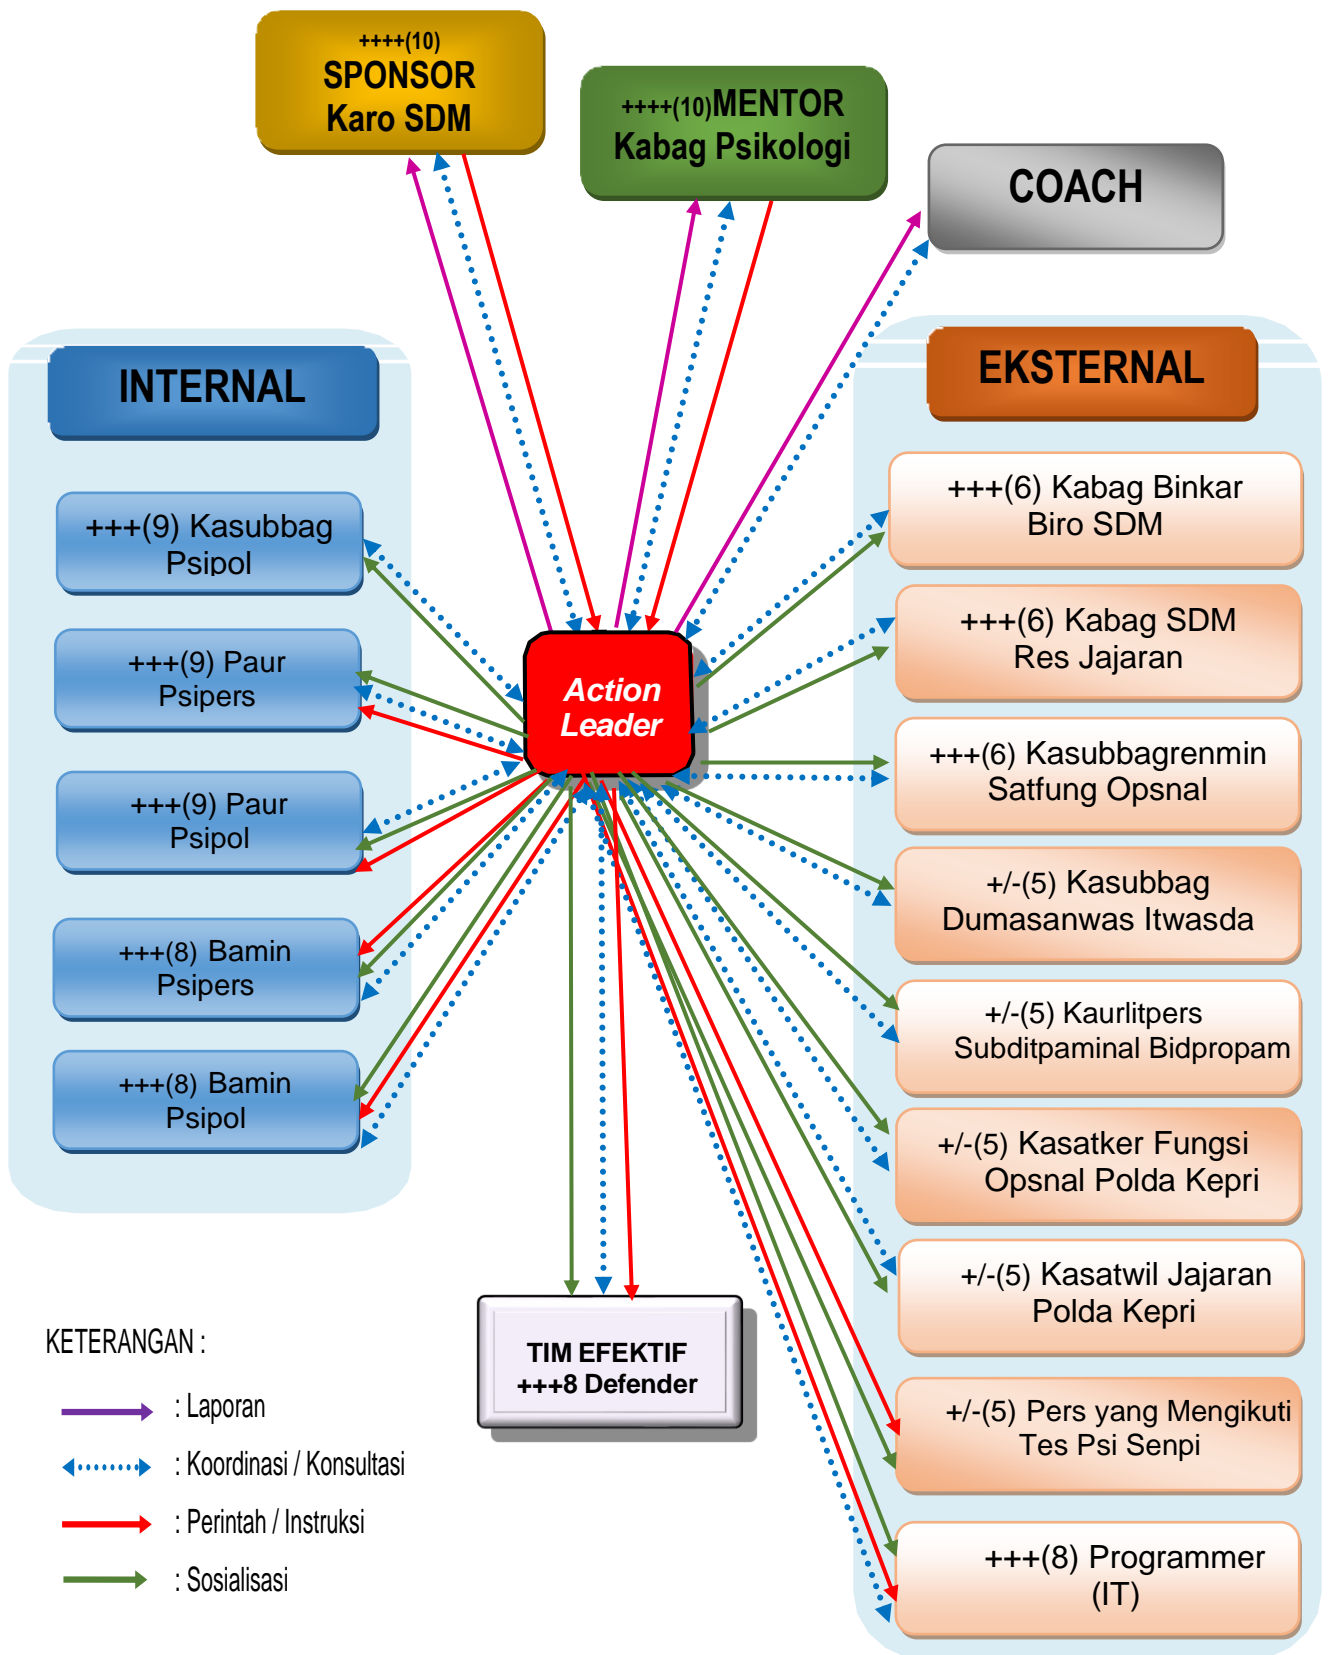 ++++(10)
SPONSOR
Karo SDM
++++(10)MENTOR
Kabag Psikologi
COACH
INTERNAL
+++(9) Kasubbag
Psipol
+++(9) Paur
Psipers
+++(9) Paur
Psipol
+++(8) Bamin
Psipers
+++(8) Bamin
Psipol
Action
Leader
EKSTERNAL
+++(6) Kabag Binkar
Biro SDM
+++(6) Kabag SDM
Res Jajaran
+++(6) Kasubbagrenmin
Satfung Opsnal
+/-(5) Kasubbag
Dumasanwas Itwasda
+/-(5) Kaurlitpers
Subditpaminal Bidpropam
+/-(5) Kasatker Fungsi
Opsnal Polda Kepri
+/-(5) Kasatwil Jajaran
Polda Kepri
+/-(5) Pers yang Mengikuti
Tes Psi Senpi
+++(8) Programmer
(IT)
TIM EFEKTIF
+++8 Defender
KETERANGAN :
: Laporan
: Koordinasi / Konsultasi
: Perintah / Instruksi
: Sosialisasi